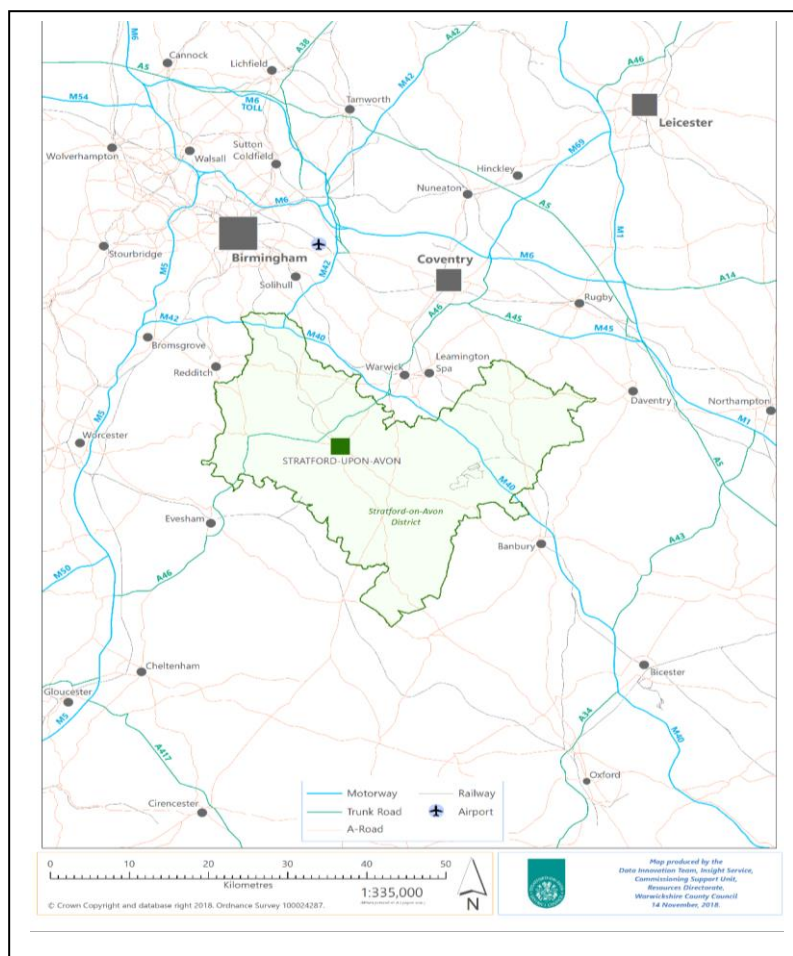 M6
Cannock
A5
Lichfield
A38
A42
M42
A46
M54
M6
TOLL
Tamworth
Leicester
Wolverhampton
Walsall
Sutton
Coldfield
M69
Hinckley
Nuneaton
M6
A5
M1
Stourbridge
M5
Birmingham
M42
Solihull
Coventry
M6
A14
A46
Rugby
A45
M45
M42
M40
Bromsgrove
Redditch
Warwick
Leamington
Spa
Daventry
Northampton
M5
M1
Worcester
STRATFORD-UPON-AVON
A5
M40
Stratford-on-Avon
District
Evesham
Banbury
A43
M50
A46
Cheltenham
Bicester
Gloucester
M5
A34
M40
A417
Oxford
Cirencester
Motorway
Railway
Trunk Road
Airport
A-Road
0 10 20 30 40 50
Kilometres
1:335,000
N
© Crown Copyright and database right 2018. Ordnance Survey 100024287.
Map produced by the
Data Innovation Team, Insight Service,
Commissioning Support Unit,
Resources Directorate,
Warwickshire County Council
14 November, 2018.